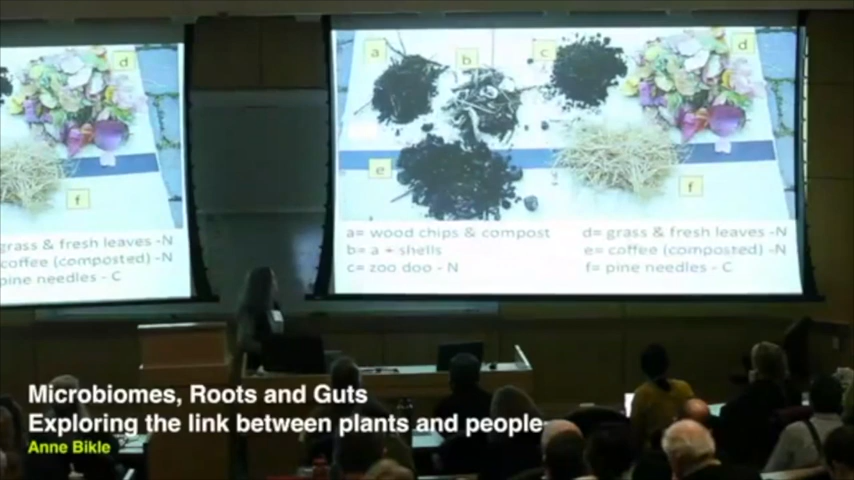 d
f
grass & fresh leaves -N
coffee (composted) -N
pine needles - C
a
b
c
d
e
f
a= wood chips & compost
b= a + shells
c= zoo doo - N
d= grass & fresh leaves -N
e= coffee (composted) -N
f= pine needles - C
Microbiomes, Roots and Guts
Exploring the link between plants and people
Anne Bikle